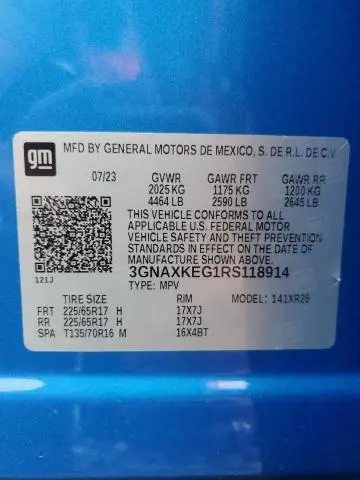 gm
MFD BY GENERAL MOTORS DE MEXICO, S. DE R.L. DE C.V.
07/23 GVWR GAWR FRT GAWR RR
2025 KG 1175 KG 1200 KG
4464 LB 2590 LB 2645 LB
THIS VEHICLE CONFORMS TO ALL
APPLICABLE U.S. FEDERAL MOTOR
VEHICLE SAFETY AND THEFT PREVENTION
STANDARDS IN EFFECT ON THE DATE OF
MANUFACTURE SHOWN ABOVE.
3GNAXKEG1RS118914
121J TYPE: MPV
TIRE SIZE RIM MODEL: 141XR26
FRT 225/65R17 H 17X7J
RR 225/65R17 H 17X7J
SPA T135/70R16 M 16X4BT